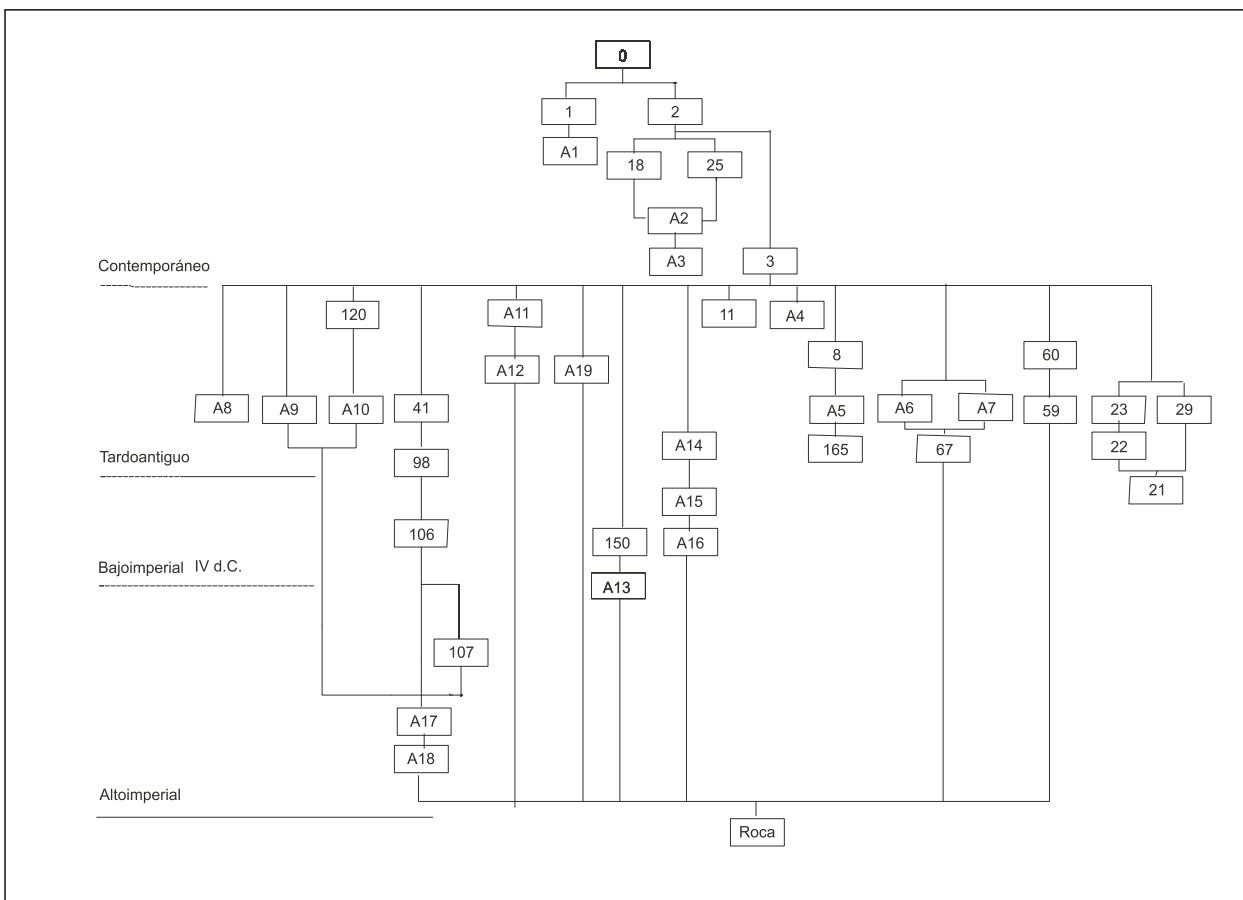 0
1
2
A1
18
25
A2
A3
3
Contemporáneo
120
A11
11
A4
8
60
A12
A19
A8
A9
A10
41
A5
A6
A7
59
23
29
A14
165
67
22
Tardoantiguo
98
21
A15
106
150
A16
Bajoimperial IV d.C.
A13
107
A17
A18
Altoimperial
Roca